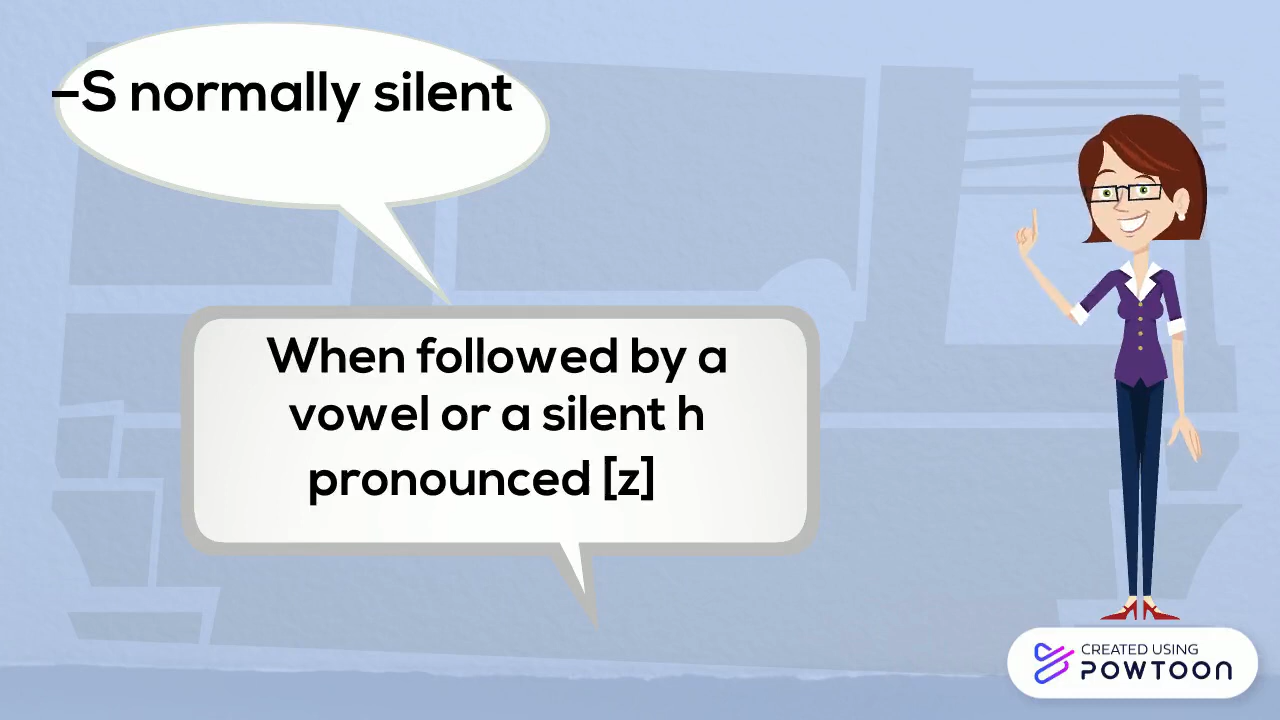 –S normally silent
When followed by a
vowel or a silent h
pronounced [z]
CREATED USING
POWTOON